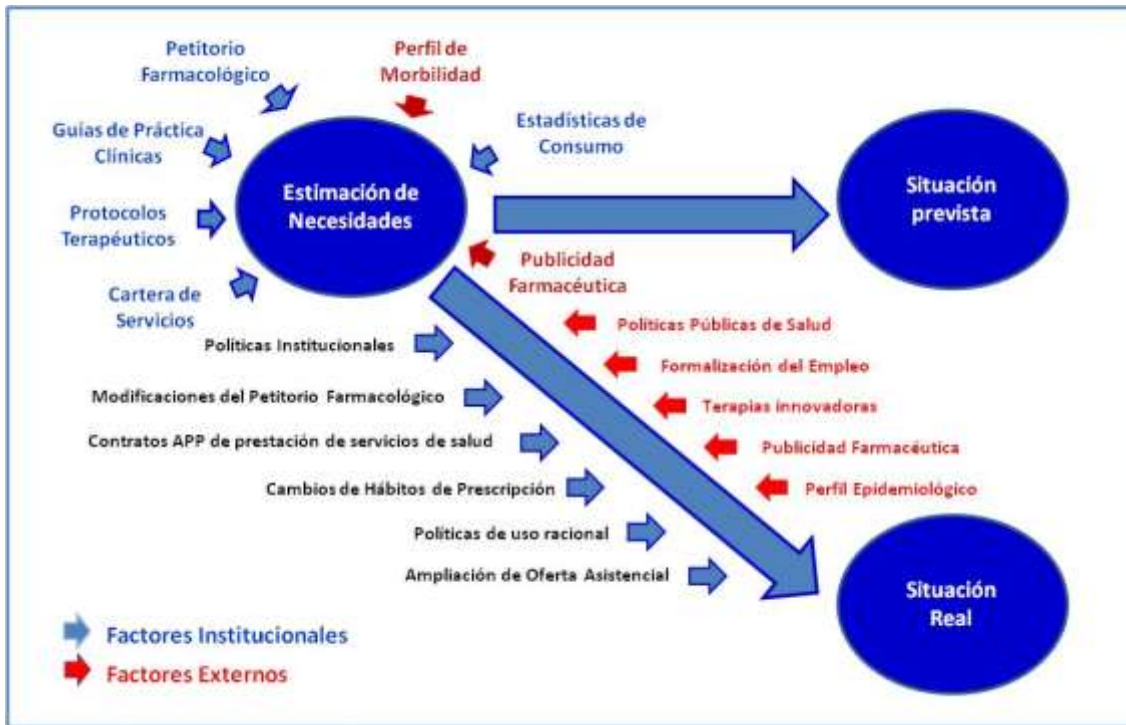 Petitorio
Farmacológico
Perfil de
Morbilidad
Guías de Práctica
Clínicas
Estadísticas de
Consumo
Estimación de
Necesidades
Situación
prevista
Protocolos
Terapéuticos
Cartera de
Servicios
Publicidad
Farmacéutica
Políticas Institucionales
Políticas Públicas de Salud
Modificaciones del Petitorio Farmacológico
Formalización del Empleo
Contratos APP de prestación de servicios de salud
Terapias innovadoras
Cambios de Hábitos de Prescripción
Publicidad Farmacéutica
Perfil Epidemiológico
Políticas de uso racional
Ampliación de Oferta Asistencial
Situación
Real
Factores Institucionales
Factores Externos